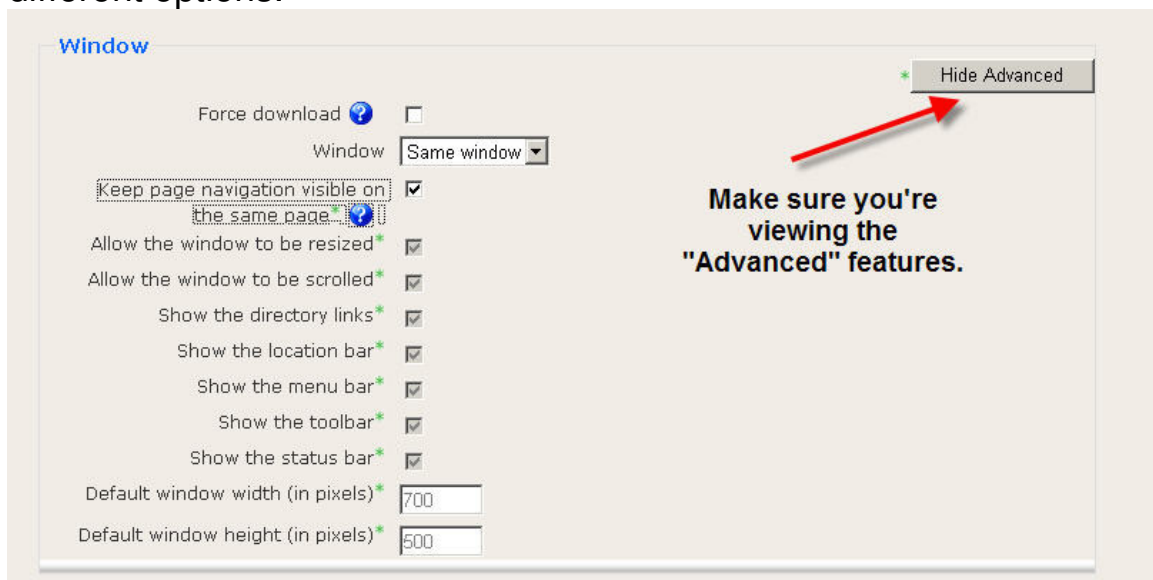 different options.
Window
* Hide Advanced
Force download ?
Window Same window
Keep page navigation visible on
the same page* ?
Allow the window to be resized*
Allow the window to be scrolled*
Show the directory links*
Show the location bar*
Show the menu bar*
Show the toolbar*
Show the status bar*
Default window width (in pixels)* 700
Default window height (in pixels)* 500
Make sure you're
viewing the
"Advanced" features.